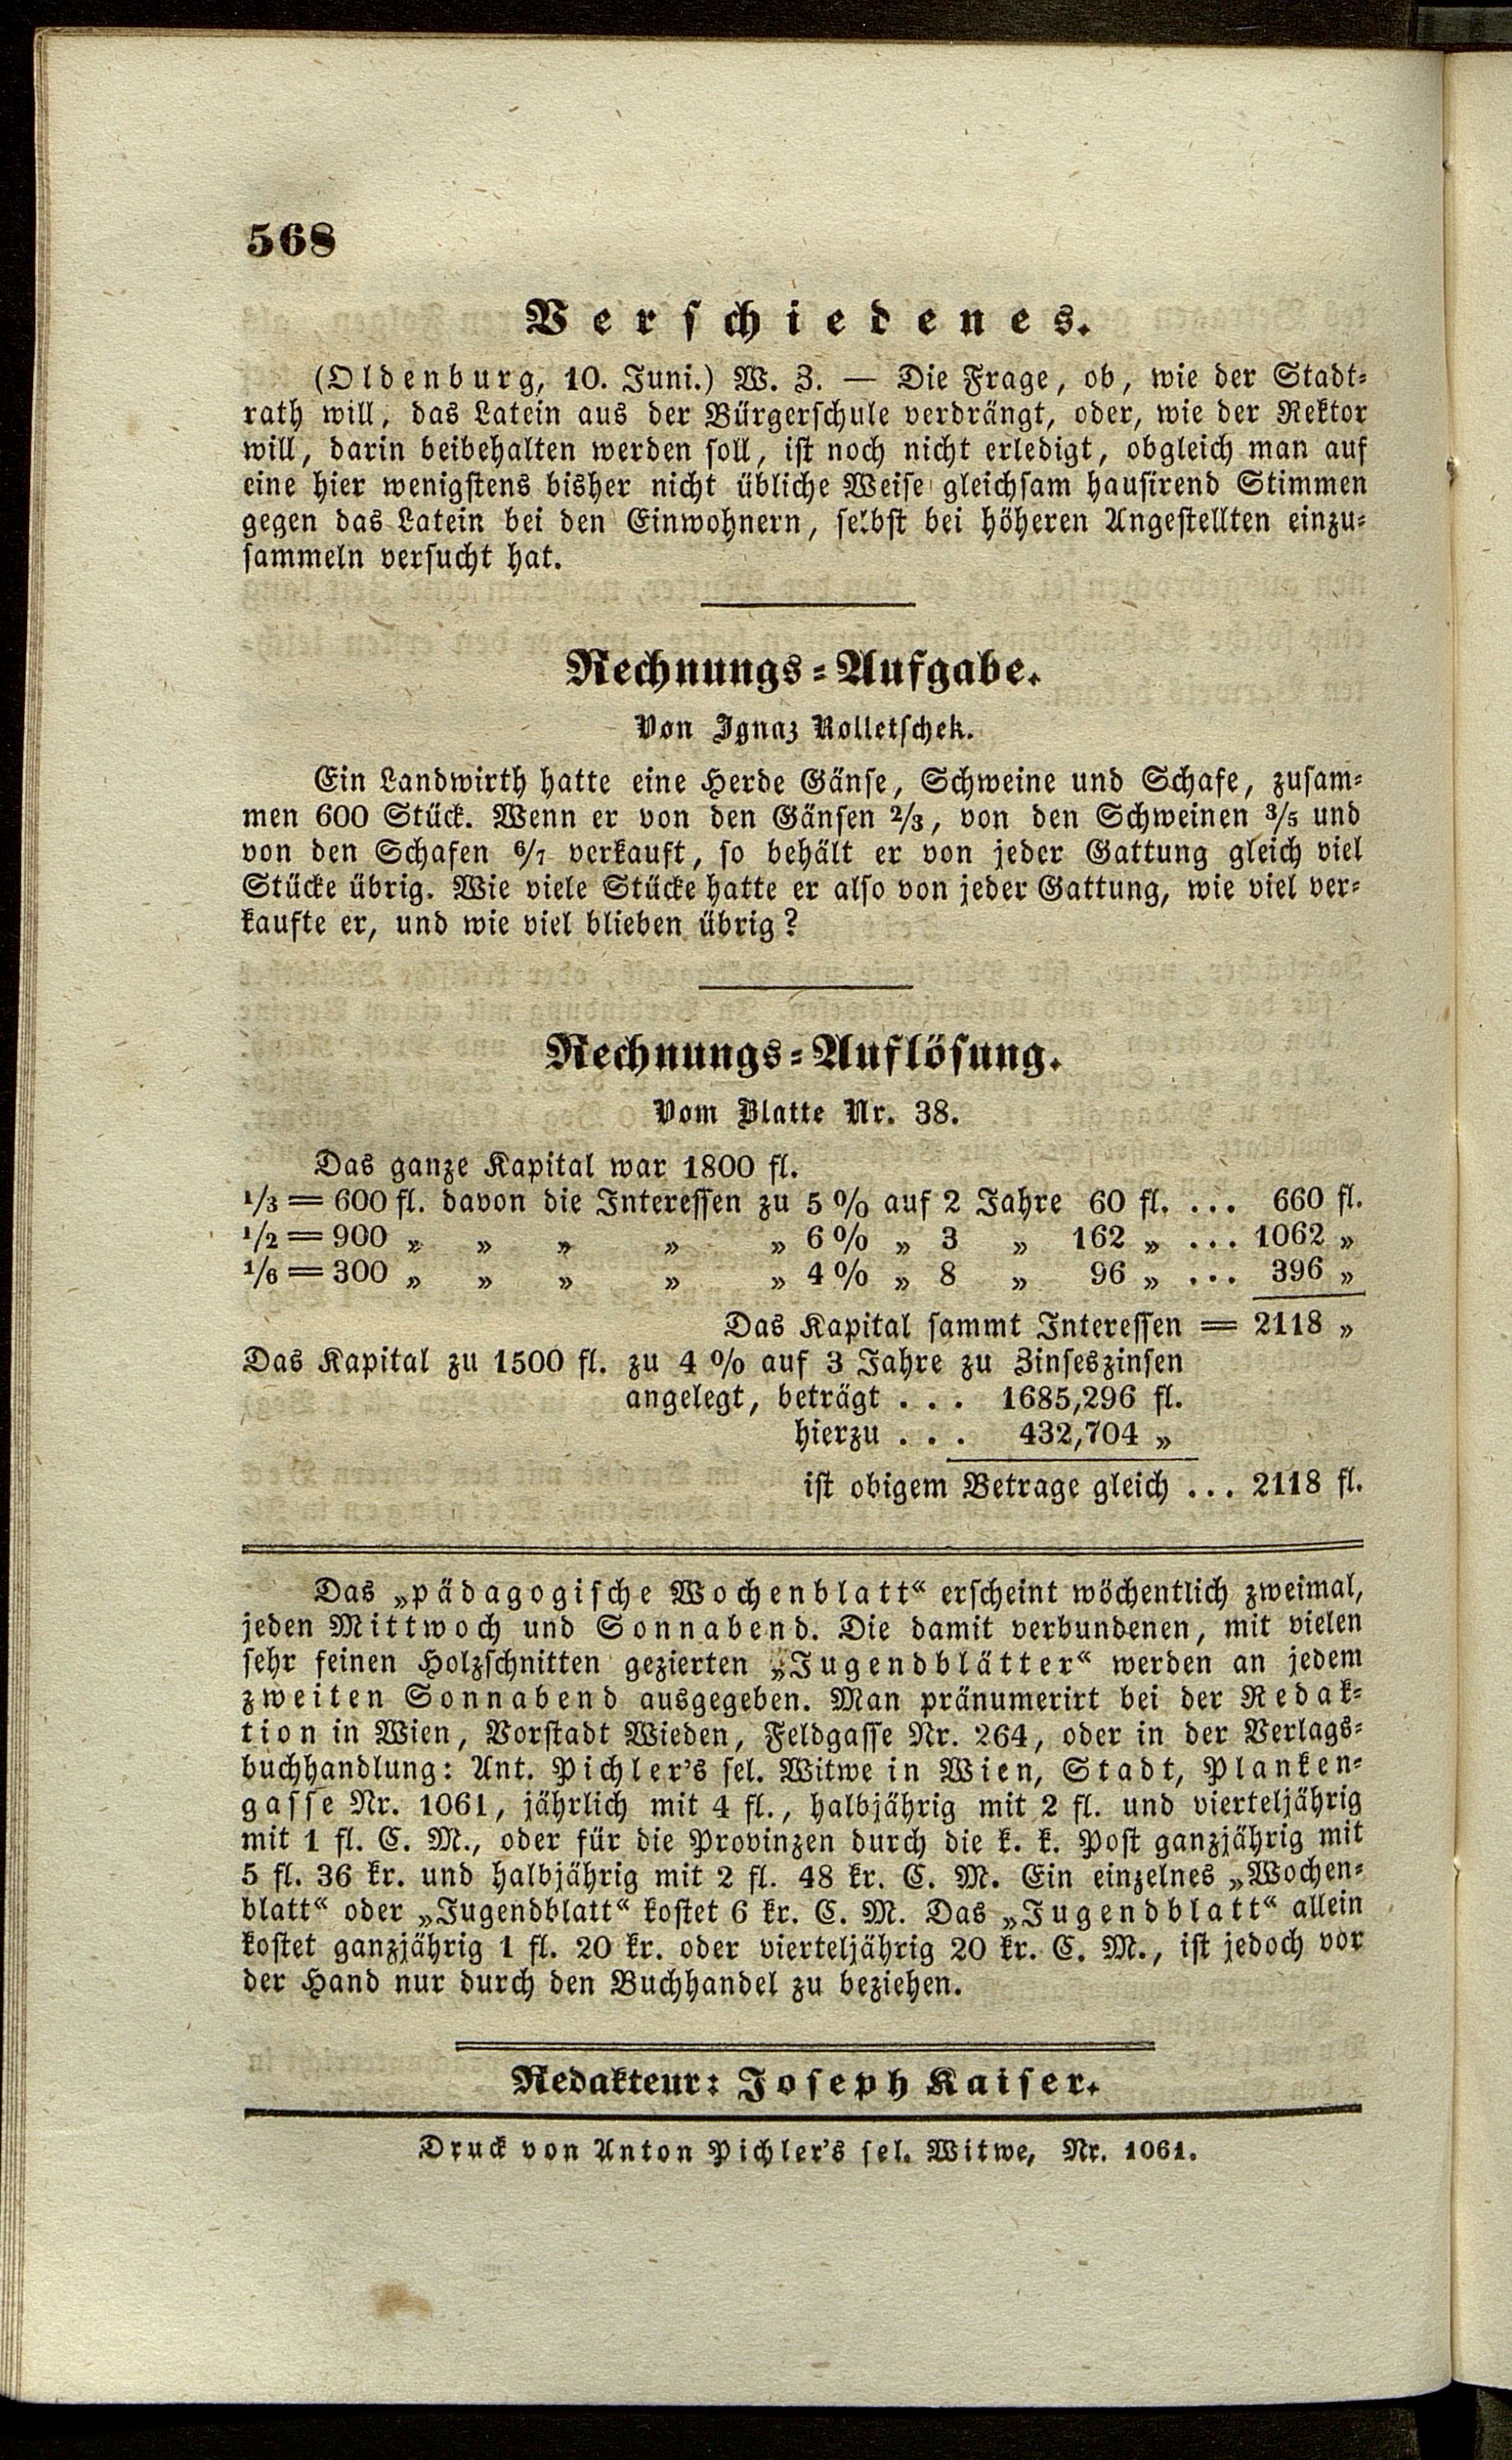 568
Verschiedenes.
(Oldenburg, 10. Juni.) W. Z. — Die Frage, ob, wie der Stadt-
rath will, das Latein aus der Bürgerschule verdrängt, oder, wie der Rektor
will, darin beibehalten werden soll, ist noch nicht erledigt, obgleich man auf
eine hier wenigstens bisher nicht übliche Weise gleichsam hausirend Stimmen
gegen das Latein bei den Einwohnern, selbst bei höheren Angestellten einzu-
sammeln versucht hat.
Rechnungs-Aufgabe.
Von Ignaz Rolletschek.
Ein Landwirth hatte eine Herde Gänse, Schweine und Schafe, zusam-
men 600 Stück. Wenn er von den Gänsen 2/3, von den Schweinen 3/5 und
von den Schafen 6/7 verkauft, so behält er von jeder Gattung gleich viel
Stücke übrig. Wie viele Stücke hatte er also von jeder Gattung, wie viel ver-
kaufte er, und wie viel blieben übrig?
Rechnungs-Auflösung.
Vom Blatte Nr. 38.
Das ganze Kapital war 1800 fl.
1/3 = 600 fl. davon die Interessen zu 5 % auf 2 Jahre 60 fl. ... 660 fl.
1/2 = 900 „ „ „ „ „ 6 % „ 3 „ 162 „ ... 1062 „
1/6 = 300 „ „ „ „ „ 4 % „ 8 „ 96 „ ... 396 „
Das Kapital sammt Interessen = 2118 „
Das Kapital zu 1500 fl. zu 4 % auf 3 Jahre zu Zinseszinsen
angelegt, beträgt . . . 1685,296 fl.
hierzu . . . 432,704 „
ist obigem Betrage gleich ... 2118 fl.
Das „pädagogische Wochenblatt“ erscheint wöchentlich zweimal,
jeden Mittwoch und Sonnabend. Die damit verbundenen, mit vielen
sehr feinen Holzschnitten gezierten „Jugendblätter“ werden an jedem
zweiten Sonnabend ausgegeben. Man pränumerirt bei der Redak-
tion in Wien, Vorstadt Wieden, Feldgasse Nr. 264, oder in der Verlags-
buchhandlung: Ant. Pichler's sel. Witwe in Wien, Stadt, Planken-
gasse Nr. 1061, jährlich mit 4 fl., halbjährig mit 2 fl. und vierteljährig
mit 1 fl. C. M., oder für die Provinzen durch die k. k. Post ganzjährig mit
5 fl. 36 kr. und halbjährig mit 2 fl. 48 kr. C. M. Ein einzelnes „Wochen-
blatt“ oder „Jugendblatt“ kostet 6 kr. C. M. Das „Jugendblatt“ allein
kostet ganzjährig 1 fl. 20 kr. oder vierteljährig 20 kr. C. M., ist jedoch vor
der Hand nur durch den Buchhandel zu beziehen.
Redakteur: Joseph Kaiser.
Druck von Anton Pichler's sel. Witwe, Nr. 1061.